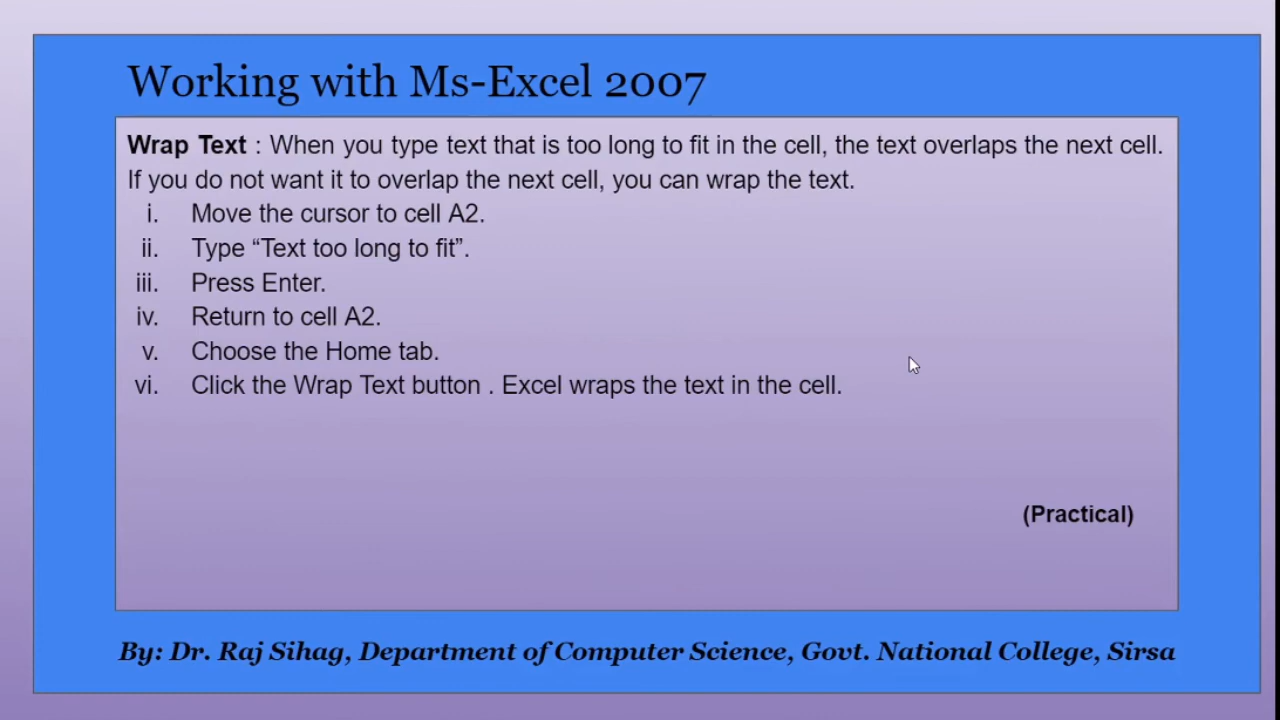 Working with Ms-Excel 2007
Wrap Text : When you type text that is too long to fit in the cell, the text overlaps the next cell.
If you do not want it to overlap the next cell, you can wrap the text.
i. Move the cursor to cell A2.
ii. Type “Text too long to fit”.
iii. Press Enter.
iv. Return to cell A2.
v. Choose the Home tab.
vi. Click the Wrap Text button . Excel wraps the text in the cell.
(Practical)
By: Dr. Raj Sihag, Department of Computer Science, Govt. National College, Sirsa